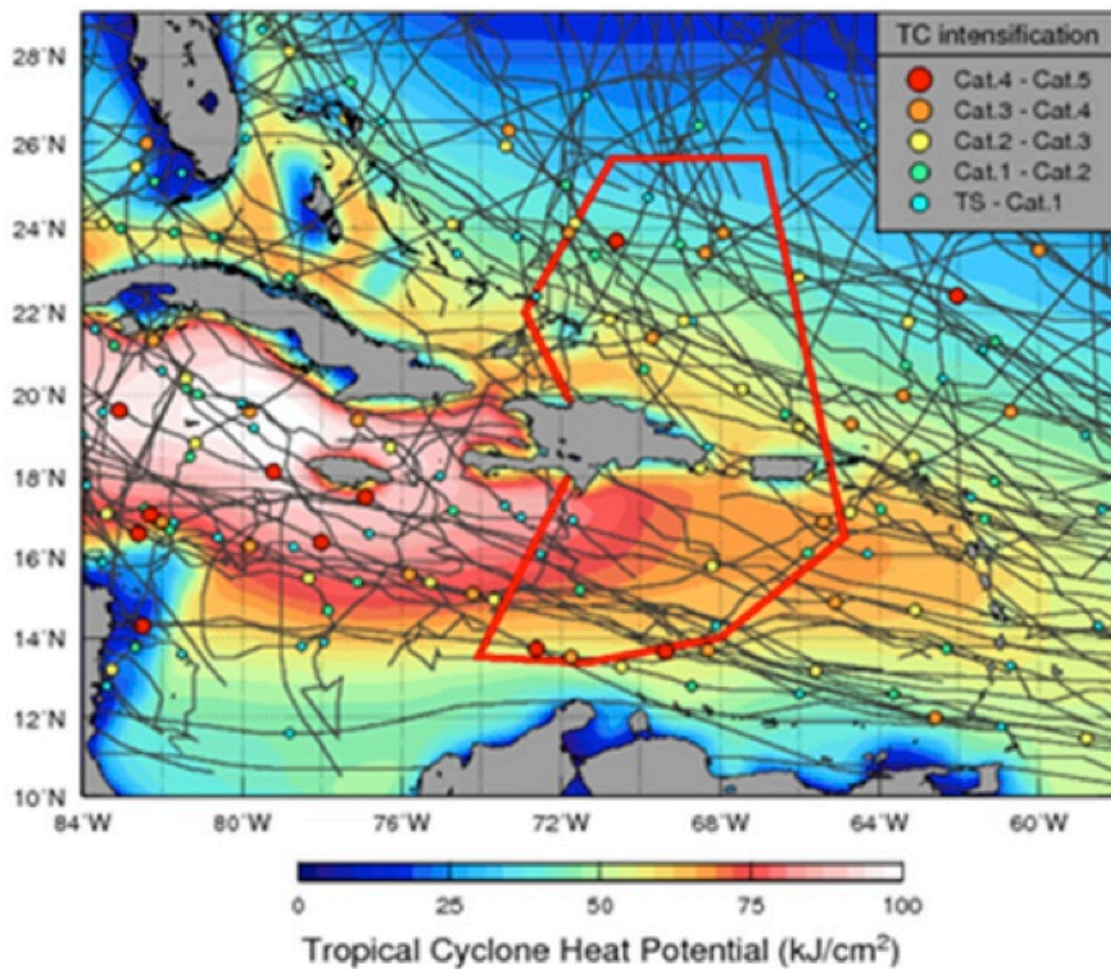 TC intensification
Cat.4 - Cat.5
Cat.3 - Cat.4
Cat.2 - Cat.3
Cat.1 - Cat.2
TS - Cat.1
28°N
26°N
24°N
22°N
20°N
18°N
16°N
14°N
12°N
10°N
84°W 80°W 76°W 72°W 68°W 64°W 60°W
0 25 50 75 100
Tropical Cyclone Heat Potential (kJ/cm²)